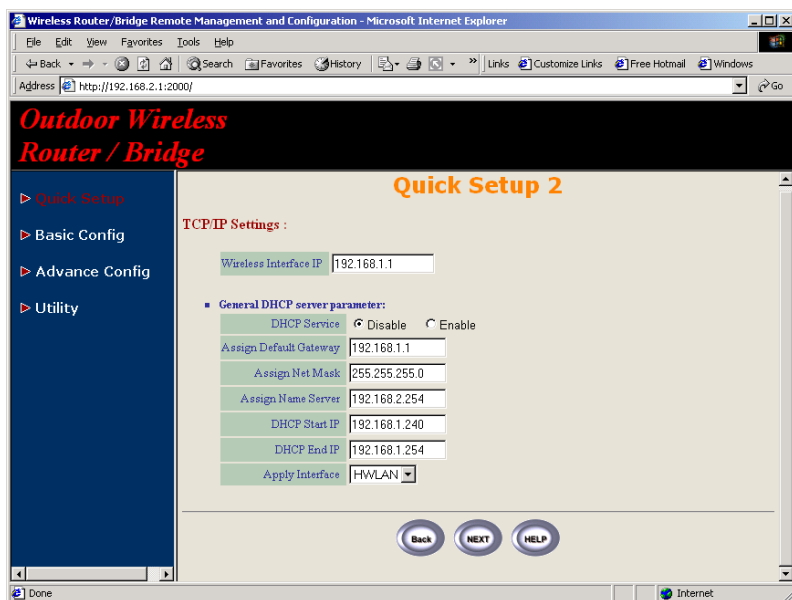 Wireless Router/Bridge Remote Management and Configuration - Microsoft Internet Explorer
File Edit View Favorites Tools Help
Back Search Favorites History » Links Customize Links Free Hotmail Windows
Address http://192.168.2.1:2000/ Go
Outdoor Wireless
Router / Bridge
Quick Setup
Basic Config
Advance Config
Utility
Quick Setup 2
TCP/IP Settings :
Wireless Interface IP 192.168.1.1
General DHCP server parameter:
DHCP Service Disable Enable
Assign Default Gateway 192.168.1.1
Assign Net Mask 255.255.255.0
Assign Name Server 192.168.2.254
DHCP Start IP 192.168.1.240
DHCP End IP 192.168.1.254
Apply Interface HWLAN
Back NEXT HELP
Done Internet